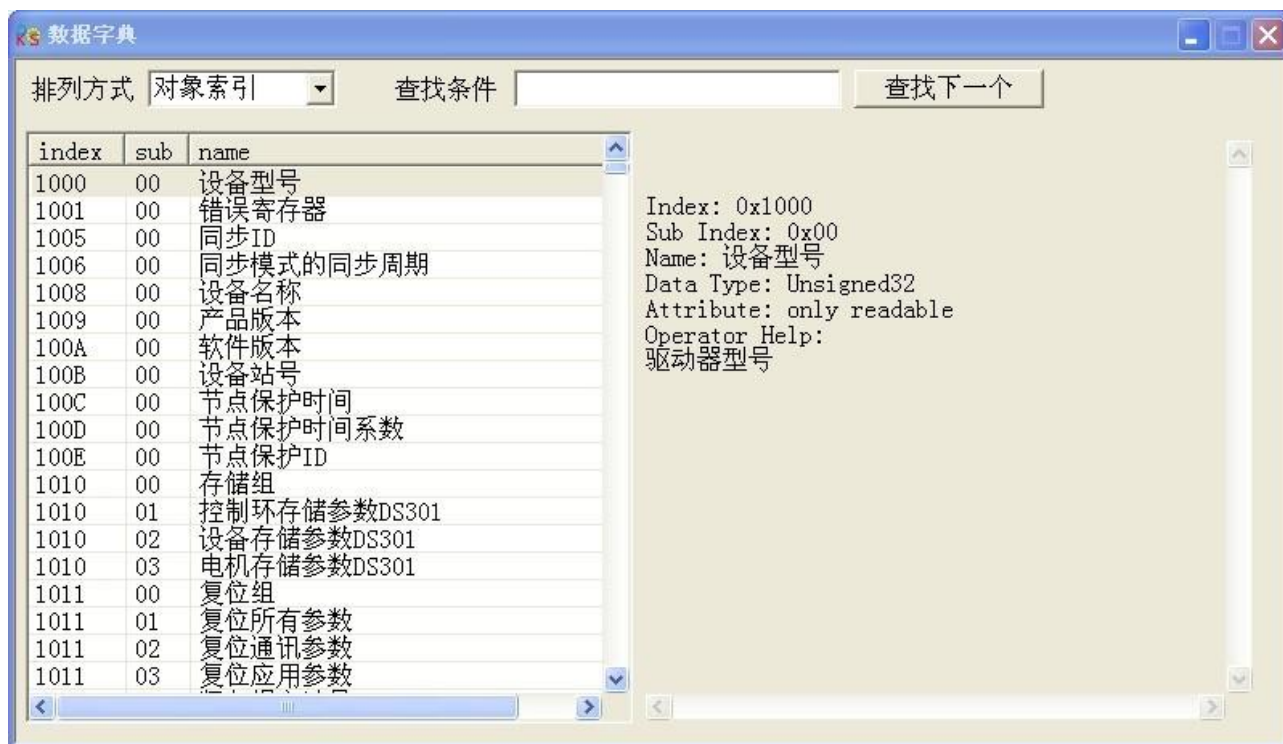 数据字典
排列方式 对象索引 查找条件 查找下一个
index sub name
1000 00 设备型号
1001 00 错误寄存器
1005 00 同步ID
1006 00 同步模式的同步周期
1008 00 设备名称
1009 00 产品版本
100A 00 软件版本
100B 00 设备站号
100C 00 节点保护时间
100D 00 节点保护时间系数
100E 00 节点保护ID
1010 00 存储组
1010 01 控制环存储参数DS301
1010 02 设备存储参数DS301
1010 03 电机存储参数DS301
1011 00 复位组
1011 01 复位所有参数
1011 02 复位通讯参数
1011 03 复位应用参数
Index: 0x1000
Sub Index: 0x00
Name: 设备型号
Data Type: Unsigned32
Attribute: only readable
Operator Help:
驱动器型号